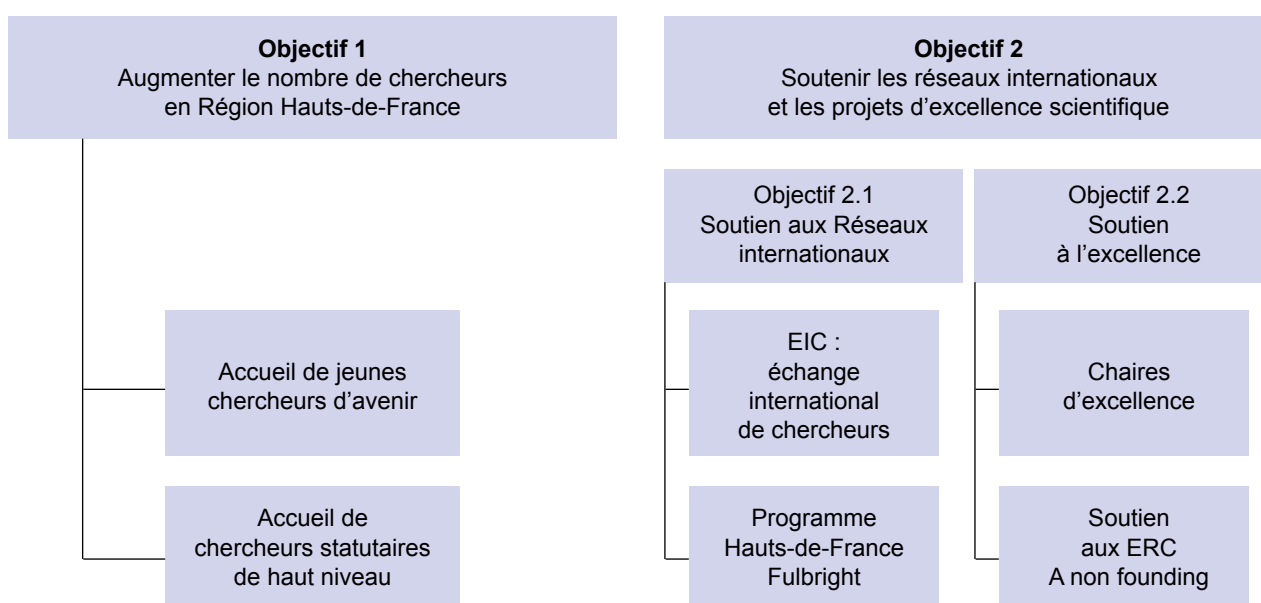 Objectif 1
Augmenter le nombre de chercheurs
en Région Hauts-de-France
Accueil de jeunes
chercheurs d’avenir
Accueil de
chercheurs statutaires
de haut niveau
Objectif 2
Soutenir les réseaux internationaux
et les projets d’excellence scientifique
Objectif 2.1
Soutien aux Réseaux
internationaux
EIC :
échange
international
de chercheurs
Programme
Hauts-de-France
Fulbright
Objectif 2.2
Soutien
à l’excellence
Chaires
d’excellence
Soutien
aux ERC
A non founding